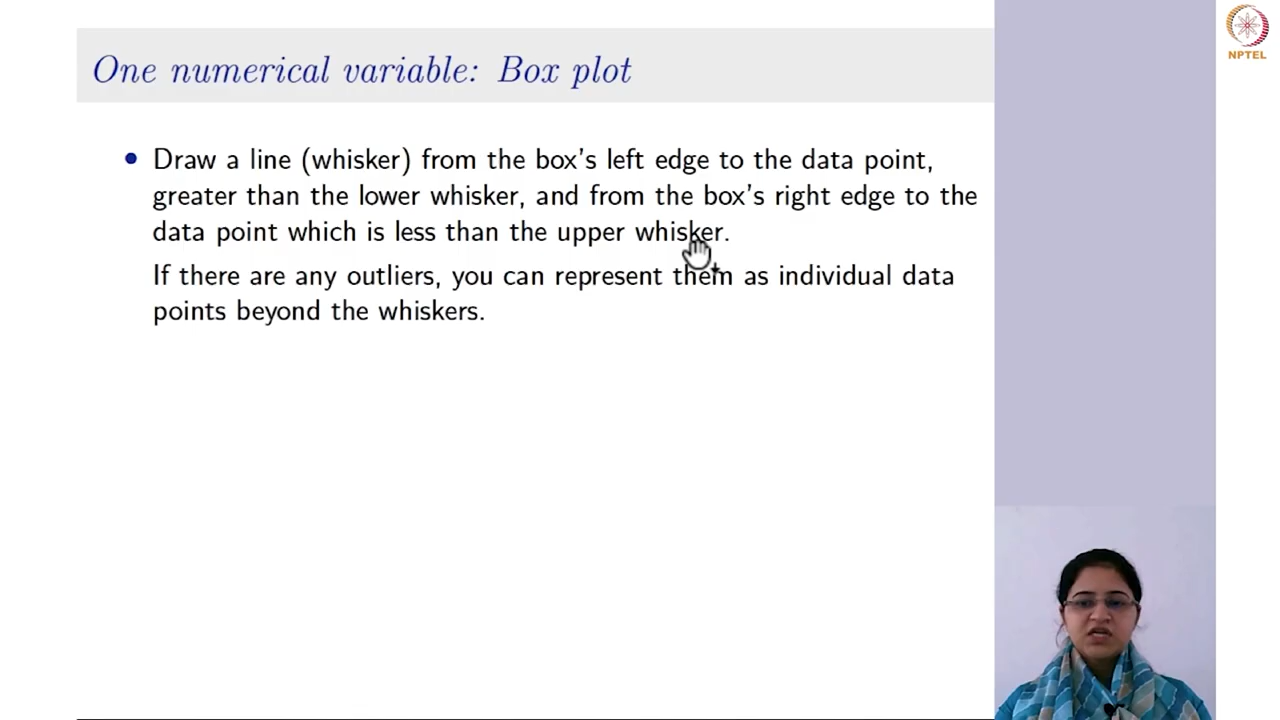 One numerical variable: Box plot
NPTEL
• Draw a line (whisker) from the box's left edge to the data point,
greater than the lower whisker, and from the box's right edge to the
data point which is less than the upper whisker.
If there are any outliers, you can represent them as individual data
points beyond the whiskers.